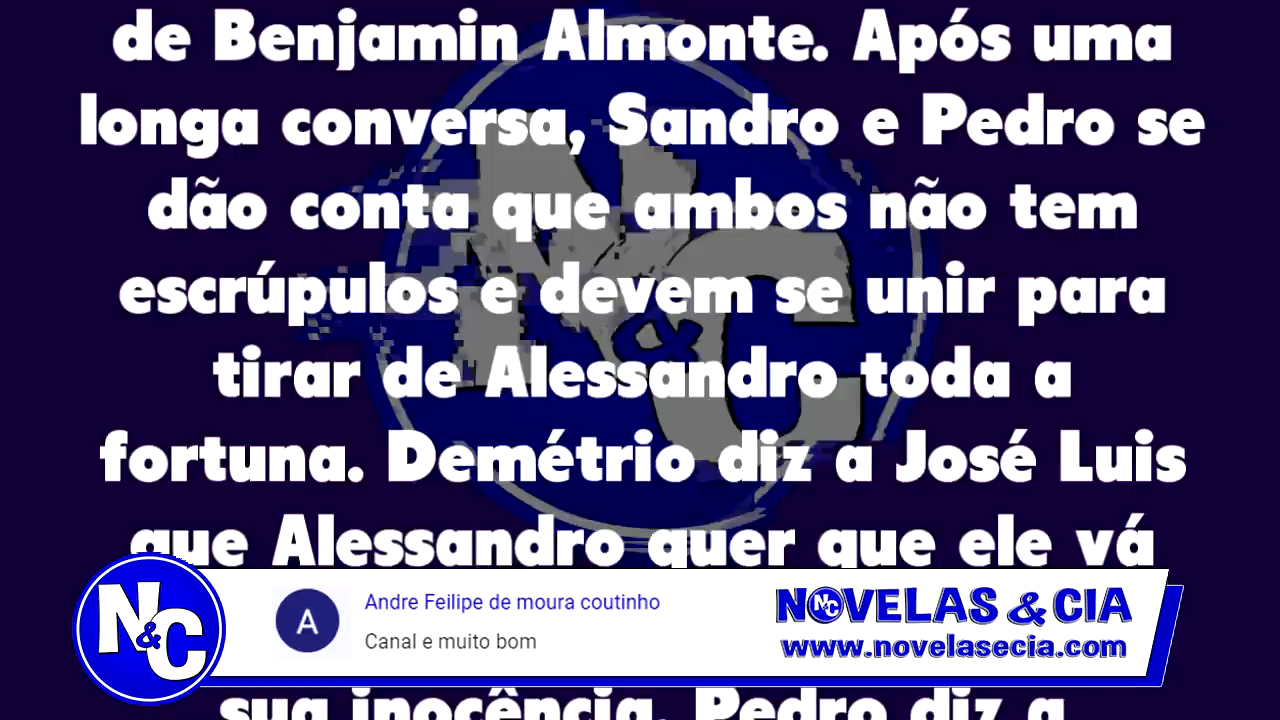 de Benjamin Almonte. Após uma
longa conversa, Sandro e Pedro se
dão conta que ambos não tem
escrúpulos e devem se unir para
tirar de Alessandro toda a
fortuna. Demétrio diz a José Luis
que Alessandro quer que ele vá
N&C
A
Andre Feilipe de moura coutinho
Canal e muito bom
NOVELAS & CIA
www.novelasecia.com
sua inocência. Pedro diz a
N&C